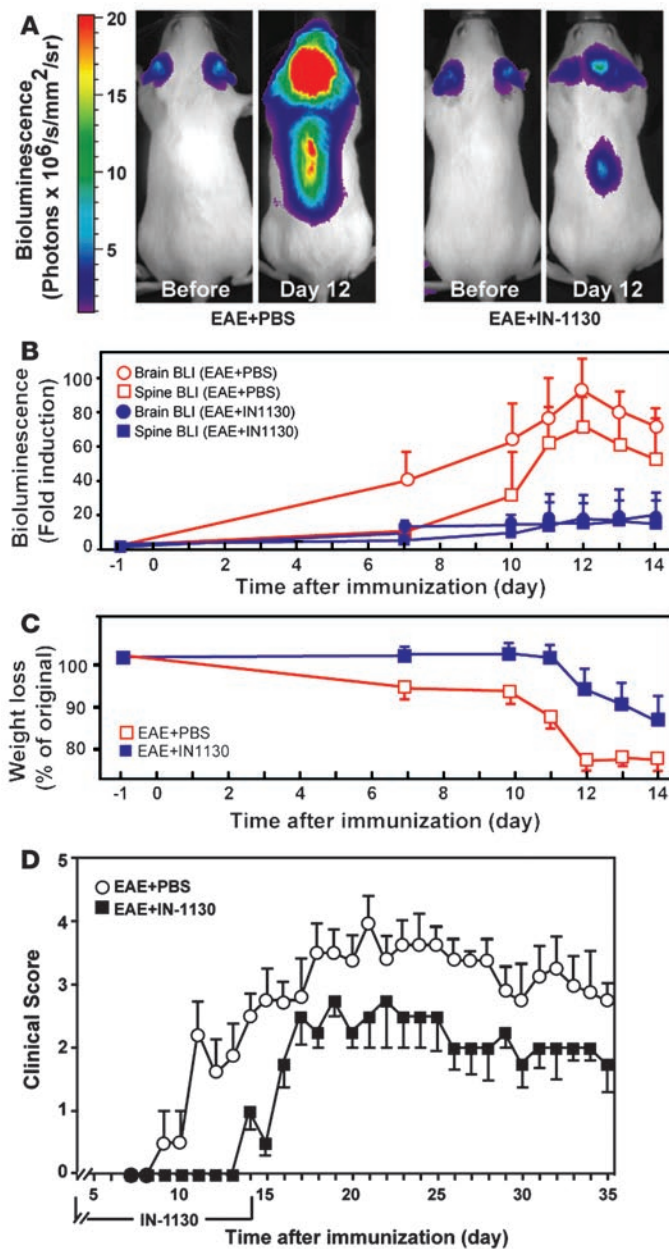 A
Bioluminescence
(Photons x 10⁶/s/mm²/sr)
20
15
10
5
Before
Day 12
EAE+PBS
Before
Day 12
EAE+IN-1130
B
Bioluminescence
(Fold induction)
100
80
60
40
20
0
Brain BLI (EAE+PBS)
Spine BLI (EAE+PBS)
Brain BLI (EAE+IN1130)
Spine BLI (EAE+IN1130)
-1 0 2 4 6 8 10 12 14
Time after immunization (day)
C
Weight loss
(% of original)
100
90
80
EAE+PBS
EAE+IN1130
-1 0 2 4 6 8 10 12 14
Time after immunization (day)
D
Clinical Score
5
4
3
2
1
0
EAE+PBS
EAE+IN-1130
5 10 15 20 25 30 35
IN-1130
Time after immunization (day)